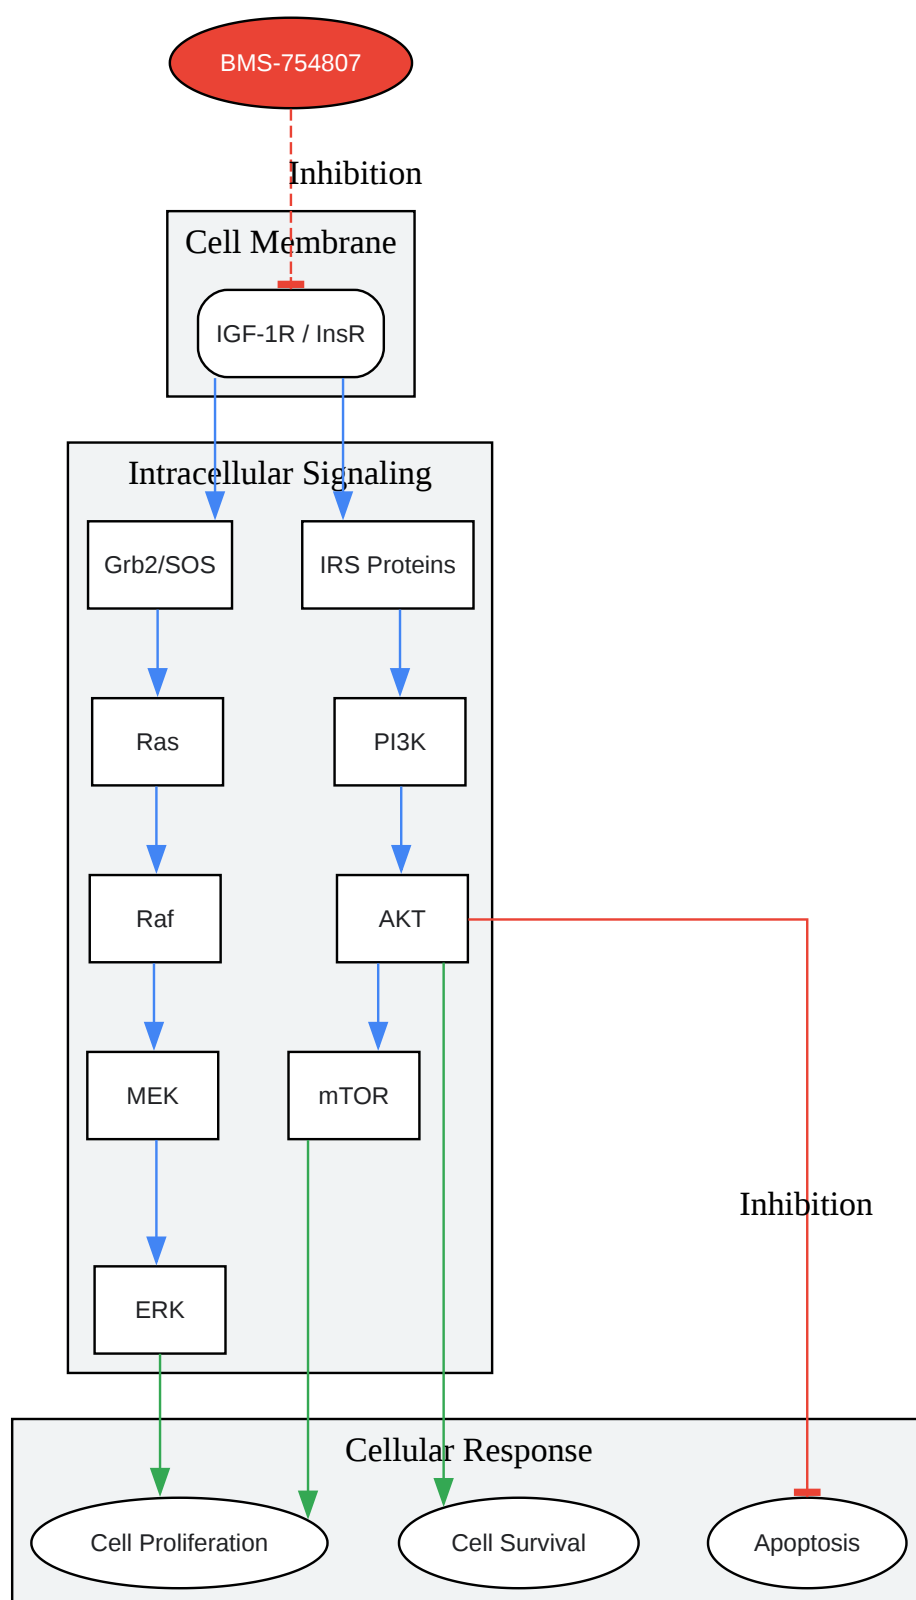 BMS-754807
Inhibition
Cell Membrane
IGF-1R / InsR
Intracellular Signaling
Grb2/SOS
IRS Proteins
Ras
PI3K
Raf
AKT
MEK
mTOR
Inhibition
ERK
Cellular Response
Cell Proliferation
Cell Survival
Apoptosis